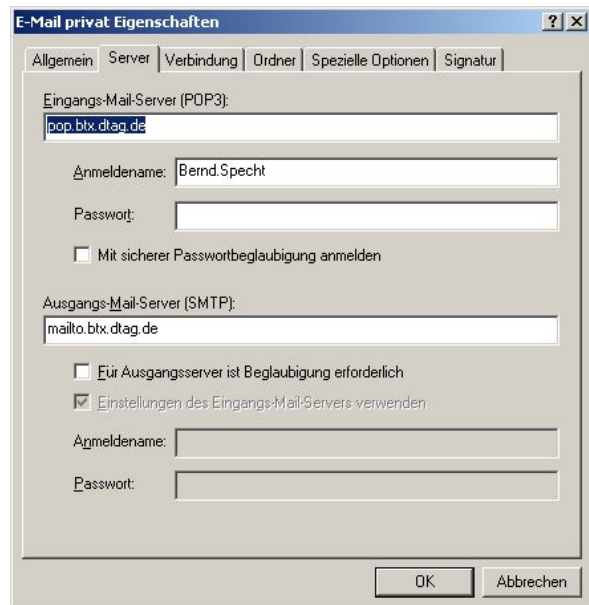 E-Mail privat Eigenschaften
Allgemein Server Verbindung Ordner Spezielle Optionen Signatur
Eingangs-Mail-Server (POP3):
pop.btx.dtag.de
Anmeldename: Bernd.Specht
Passwort:
Mit sicherer Passwortbeglaubigung anmelden
Ausgangs-Mail-Server (SMTP):
mailto.btx.dtag.de
Für Ausgangsserver ist Beglaubigung erforderlich
Einstellungen des Eingangs-Mail-Servers verwenden
Anmeldename:
Passwort:
OK Abbrechen